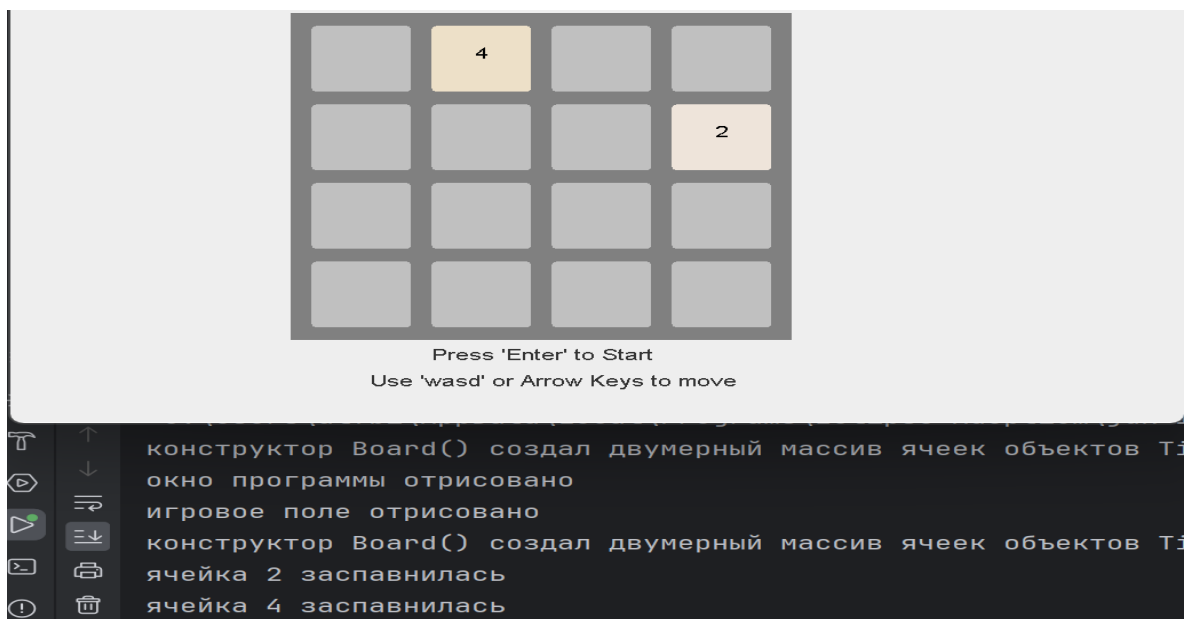 4
2
Press 'Enter' to Start
Use 'wasd' or Arrow Keys to move
конструктор Board() создал двумерный массив ячеек объектов Ti
окно программы отрисовано
игровое поле отрисовано
конструктор Board() создал двумерный массив ячеек объектов Ti
ячейка 2 заспавнилась
ячейка 4 заспавнилась